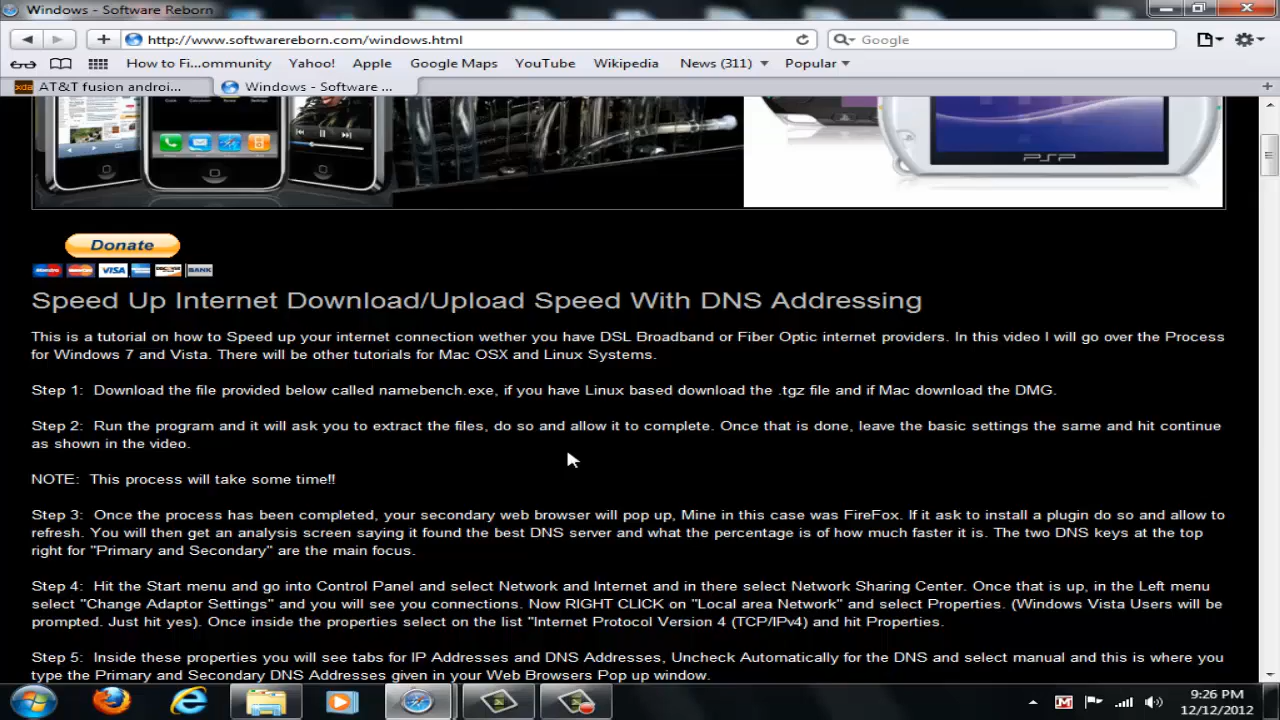 Windows - Software Reborn
http://www.softwarereborn.com/windows.html
Google
How to Fi...ommunity Yahoo! Apple Google Maps YouTube Wikipedia News (311) Popular
AT&T fusion androi... Windows - Software ...
PSP
Donate
VISA BANK
Speed Up Internet Download/Upload Speed With DNS Addressing
This is a tutorial on how to Speed up your internet connection wether you have DSL Broadband or Fiber Optic internet providers. In this video I will go over the Process
for Windows 7 and Vista. There will be other tutorials for Mac OSX and Linux Systems.
Step 1: Download the file provided below called namebench.exe, if you have Linux based download the .tgz file and if Mac download the DMG.
Step 2: Run the program and it will ask you to extract the files, do so and allow it to complete. Once that is done, leave the basic settings the same and hit continue
as shown in the video.
NOTE: This process will take some time!!
Step 3: Once the process has been completed, your secondary web browser will pop up, Mine in this case was FireFox. If it ask to install a plugin do so and allow to
refresh. You will then get an analysis screen saying it found the best DNS server and what the percentage is of how much faster it is. The two DNS keys at the top
right for "Primary and Secondary" are the main focus.
Step 4: Hit the Start menu and go into Control Panel and select Network and Internet and in there select Network Sharing Center. Once that is up, in the Left menu
select "Change Adaptor Settings" and you will see you connections. Now RIGHT CLICK on "Local area Network" and select Properties. (Windows Vista Users will be
prompted. Just hit yes). Once inside the properties select on the list "Internet Protocol Version 4 (TCP/IPv4) and hit Properties.
Step 5: Inside these properties you will see tabs for IP Addresses and DNS Addresses, Uncheck Automatically for the DNS and select manual and this is where you
type the Primary and Secondary DNS Addresses given in your Web Browsers Pop up window.
9:26 PM
12/12/2012